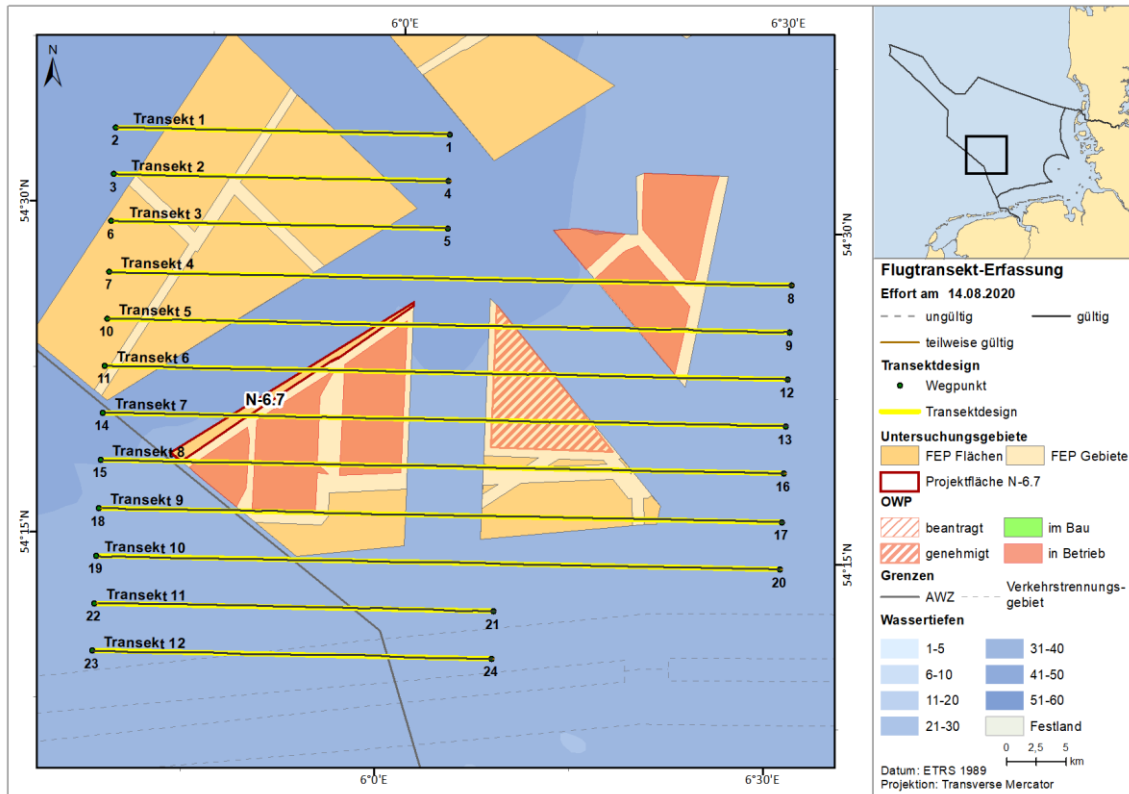 6°0'E
6°30'E
N
Transekt 1
2
1
Transekt 2
3
4
Transekt 3
6
5
54°30'N
54°30'N
Transekt 4
7
8
Transekt 5
10
9
Transekt 6
11
12
N-6.7
Transekt 7
14
13
Transekt 8
15
16
Transekt 9
18
17
54°15'N
54°15'N
Transekt 10
19
20
Transekt 11
22
21
Transekt 12
23
24
6°0'E
6°30'E
Flugtransekt-Erfassung
Effort am 14.08.2020
ungültig
gültig
teilweise gültig
Transektdesign
Wegpunkt
Transektdesign
Untersuchungsgebiete
FEP Flächen
FEP Gebiete
Projektfläche N-6.7
OWP
beantragt
im Bau
genehmigt
in Betrieb
Grenzen
AWZ
Verkehrstrennungs-
gebiet
Wassertiefen
1-5
31-40
6-10
41-50
11-20
51-60
21-30
Festland
0 2,5 5
km
Datum: ETRS 1989
Projektion: Transverse Mercator